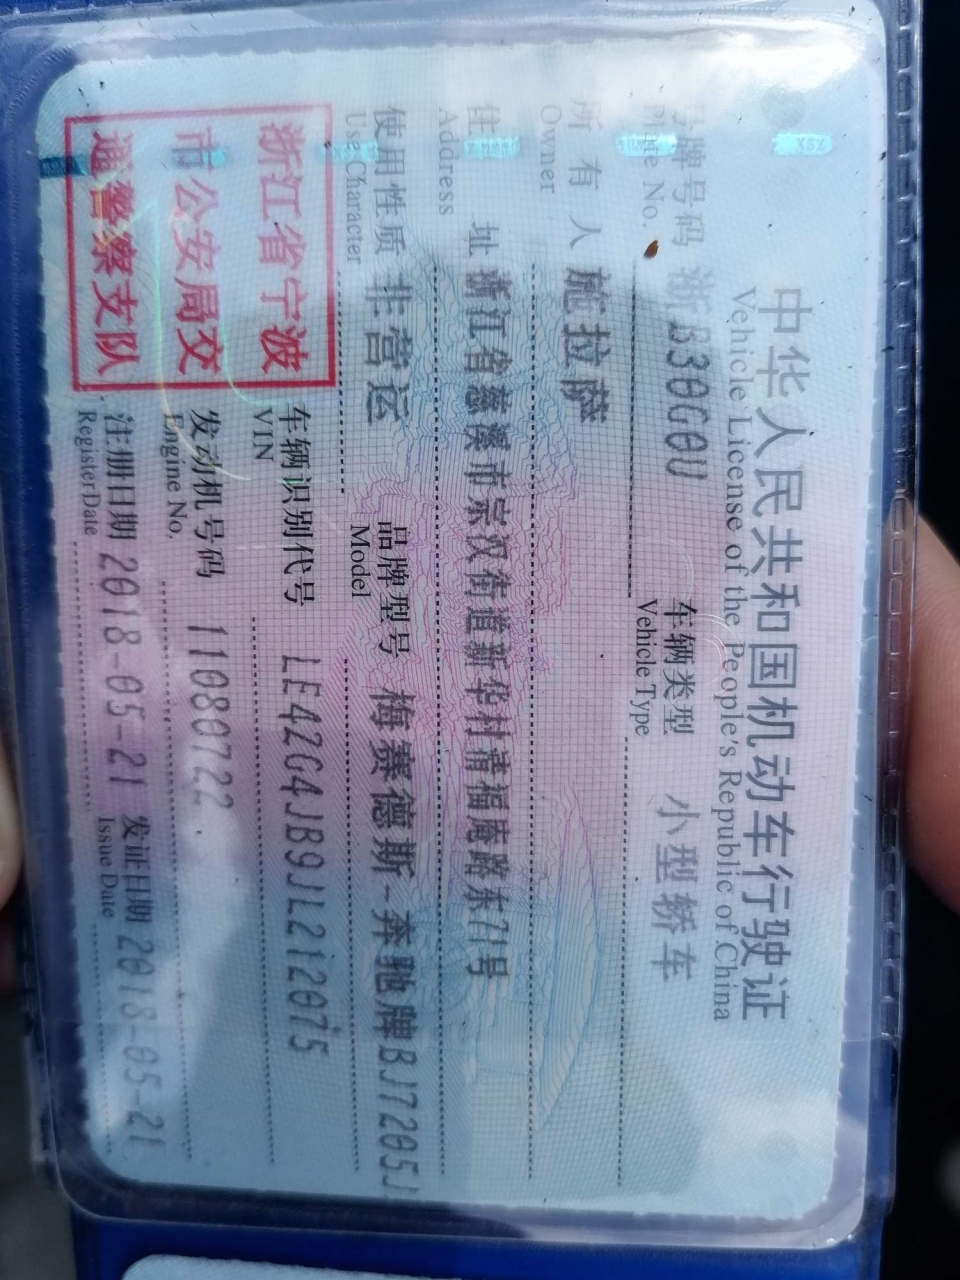 中华人民共和国机动车行驶证
Vehicle License of the People's Republic of China
号牌号码 浙B30G0U 车辆类型 小型轿车
Plate No. Vehicle Type
所有人 施拉萨
Owner
住址 浙江省慈溪市宗汉街道新华村情福庵路东71号
Address
使用性质 非营运 品牌型号 梅赛德斯-奔驰牌BJ7205J
Use Character Model
浙江省宁波
市公安局交
通警察支队
车辆识别代号 LE4ZG4JB9JL212075
VIN
发动机号码 11080722
Engine No.
注册日期 2018-05-21 发证日期 2018-05-21
Register Date Issue Date